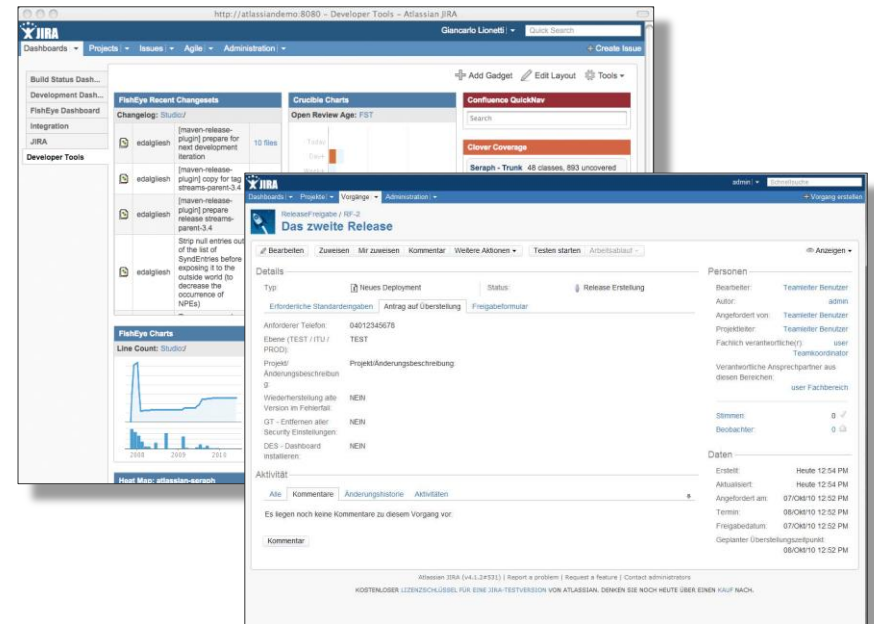 http://atlassiandemo:8080 – Developer Tools – Atlassian JIRA
JIRA
Giancarlo Lionetti
Quick Search
Dashboards Projects Issues Agile Administration
Create Issue
Add Gadget Edit Layout Tools
Build Status Dash...
Development Dash...
FishEye Dashboard
Integration
JIRA
Developer Tools
FishEye Recent Changesets
Changelog: Studio:/
edalgliesh
[maven-release-
plugin] prepare for
next development
iteration
10 files
edalgliesh
[maven-release-
plugin] copy for tag
streams-parent-3.4
edalgliesh
[maven-release-
plugin] prepare
release streams-
parent-3.4
edalgliesh
Strip null entries out
of the list of
SyndEntries before
exposing it to the
outside world (to
decrease the
occurrence of
NPEs)
FishEye Charts
Line Count: Studio:/
2008 2009 2010
Heat Map: atlassian-seraph
Crucible Charts
Open Review Age: FST
Today
Day+
Confluence QuickNav
Search
Clover Coverage
Seraph - Trunk 48 classes, 893 uncovered
JIRA
admin
Schnellsuche
Dashboards Projekte Vorgänge Administration
Vorgang erstellen
ReleaseFreigabe / RF-2
Das zweite Release
Bearbeiten Zuweisen Mir zuweisen Kommentar Weitere Aktionen Testen starten Arbeitsablauf
Anzeigen
Details
Typ: Neues Deployment Status: Release Erstellung
Erforderliche Standardeingaben Antrag auf Überstellung Freigabeformular
Anforderer Telefon: 04012345678
Ebene (TEST / ITU / PROD): TEST
Projekt/
Änderungsbeschreibun
g:
Projekt/Änderungsbeschreibung
Wiederherstellung alte
Version im Fehlerfall:
NEIN
GT - Entfernen aller
Security Einstellungen:
NEIN
DES - Dashboard
installieren:
NEIN
Aktivität
Alle Kommentare Änderungshistorie Aktivitäten
Es liegen noch keine Kommentare zu diesem Vorgang vor.
Kommentar
Personen
Bearbeiter: Teamleiter Benutzer
Autor: admin
Angefordert von: Teamleiter Benutzer
Projektleiter: Teamleiter Benutzer
Fachlich verantwortliche(r): user
Teamkoordinator
Verantwortliche Ansprechpartner aus
diesen Bereichen:
user Fachbereich
Stimmen: 0
Beobachter: 0
Daten
Erstellt: Heute 12:54 PM
Aktualisiert: Heute 12:54 PM
Angefordert am: 07/Okt/10 12:52 PM
Termin: 08/Okt/10 12:52 PM
Freigabedatum: 07/Okt/10 12:52 PM
Geplanter Überstellungszeitpunkt:
08/Okt/10 12:52 PM
Atlassian JIRA (v4.1.2#531) | Report a problem | Request a feature | Contact administrators
KOSTENLOSER LIZENZSCHLÜSSEL FÜR EINE JIRA-TESTVERSION VON ATLASSIAN. DENKEN SIE NOCH HEUTE ÜBER EINEN KAUF NACH.